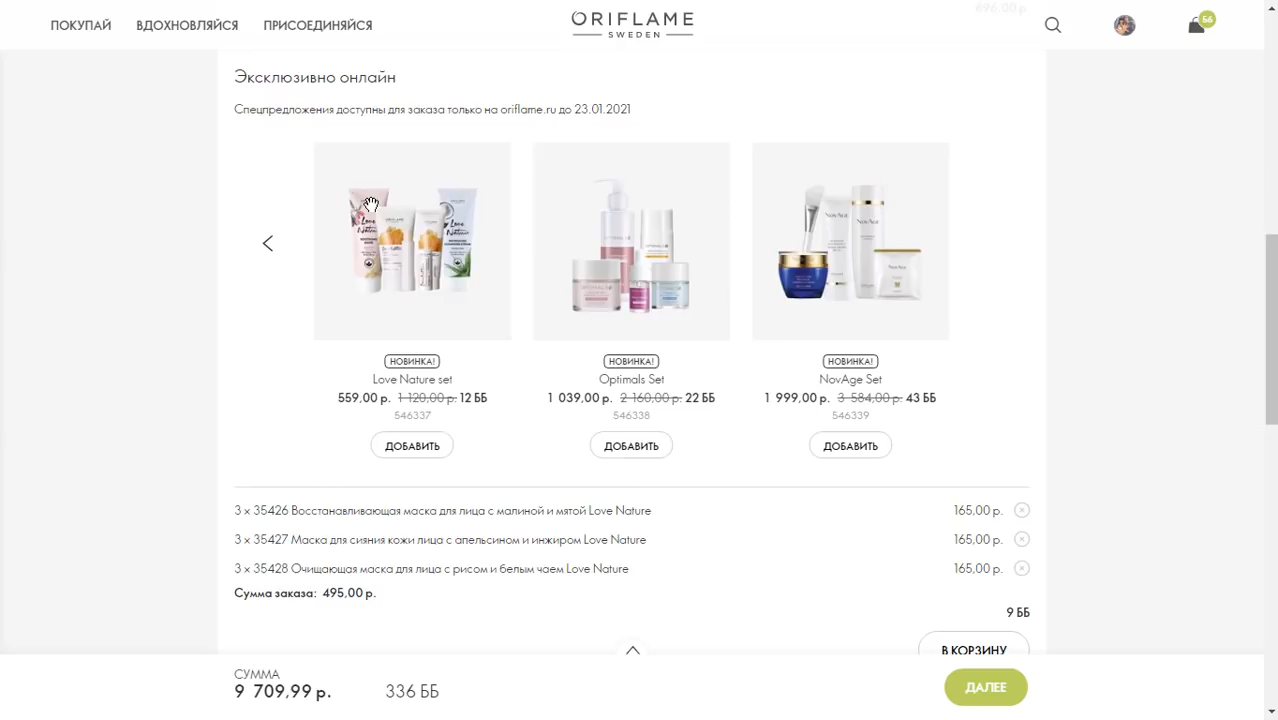 ПОКУПАЙ ВДОХНОВЛЯЙСЯ ПРИСОЕДИНЯЙСЯ
ORIFLAME
SWEDEN
696,00 р.
66
Эксклюзивно онлайн
Спецпредложения доступны для заказа только на oriflame.ru до 23.01.2021
НОВИНКА! НОВИНКА! НОВИНКА!
Love Nature set Optimals Set NovAge Set
559,00 р. 1 120,00 р. 12 ББ 1 039,00 р. 2 160,00 р. 22 ББ 1 999,00 р. 3 584,00 р. 43 ББ
546337 546338 546339
ДОБАВИТЬ ДОБАВИТЬ ДОБАВИТЬ
3 x 35426 Восстанавливающая маска для лица с малиной и мятой Love Nature 165,00 р.
3 x 35427 Маска для сияния кожи лица с апельсином и инжиром Love Nature 165,00 р.
3 x 35428 Очищающая маска для лица с рисом и белым чаем Love Nature 165,00 р.
Сумма заказа: 495,00 р.
9 ББ
В КОРЗИНУ
СУММА
9 709,99 р. 336 ББ
ДАЛЕЕ